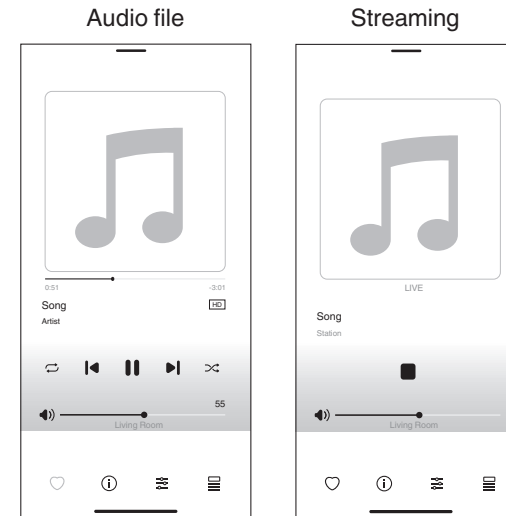 Audio file
Streaming
0:51 -3:01
Song HD
Artist
55
Living Room
LIVE
Song
Station
Living Room